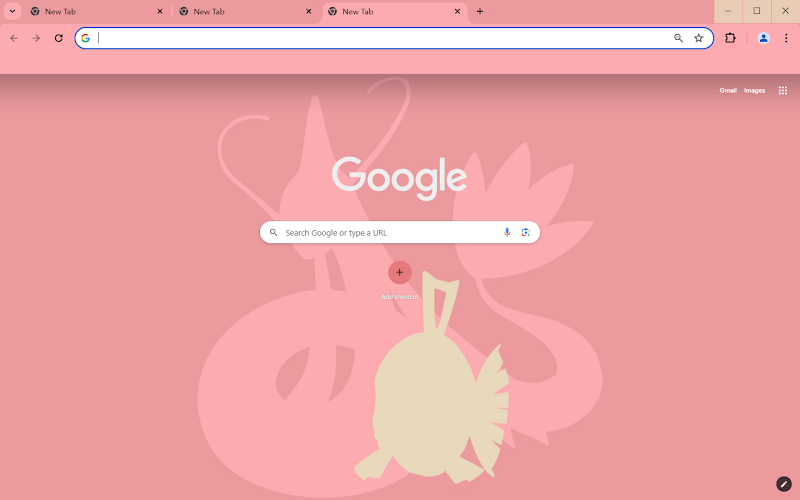 New Tab
New Tab
New Tab
Gmail
Images
Google
Search Google or type a URL
Add shortcut